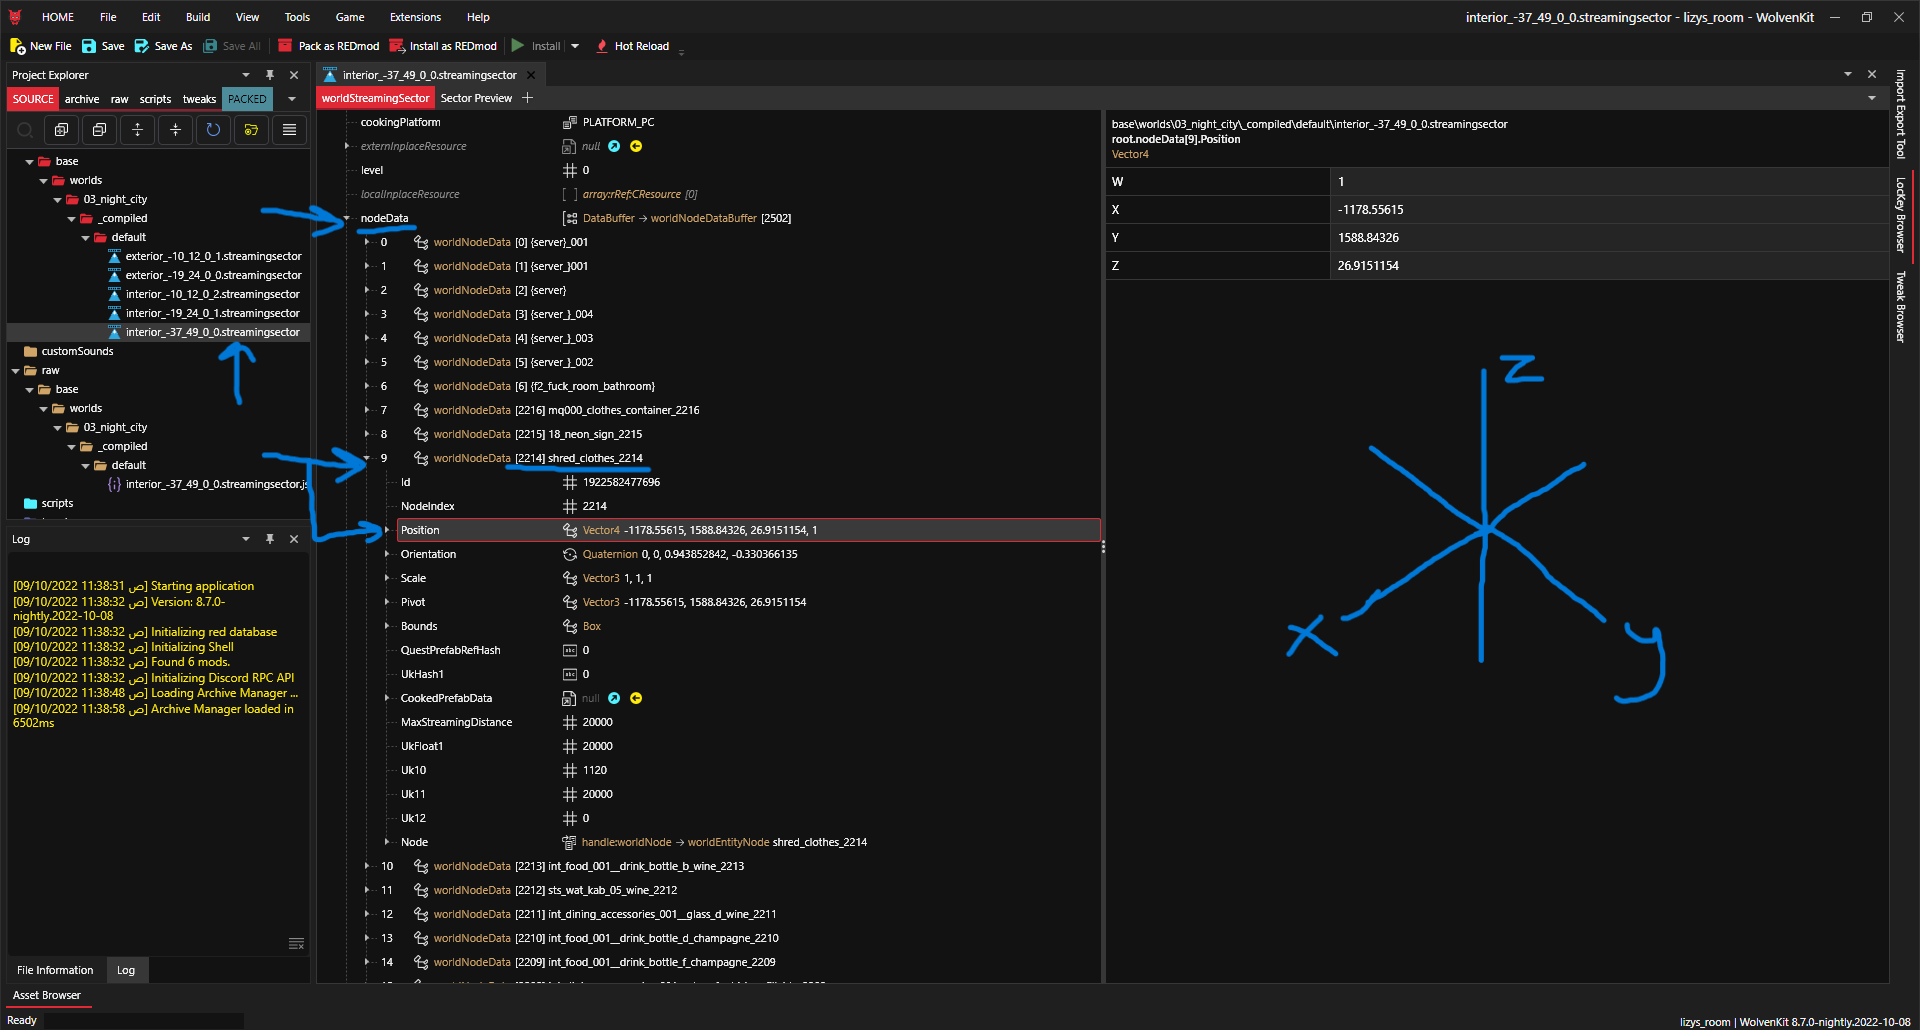 HOME File Edit Build View Tools Game Extensions Help
interior_-37_49_0_0.streamingsector - lizys_room - WolvenKit
New File Save Save As Save All Pack as REDmod Install as REDmod Install Hot Reload
Project Explorer
SOURCE archive raw scripts tweaks PACKED
base
worlds
03_night_city
_compiled
default
exterior_-10_12_0_1.streamingsector
exterior_-19_24_0_0.streamingsector
interior_-10_12_0_2.streamingsector
interior_-19_24_0_1.streamingsector
interior_-37_49_0_0.streamingsector
customSounds
raw
base
worlds
03_night_city
_compiled
default
interior_-37_49_0_0.streamingsector.js
scripts
Log
[09/10/2022 11:38:31 ص] Starting application
[09/10/2022 11:38:32 ص] Version: 8.7.0-
nightly.2022-10-08
[09/10/2022 11:38:32 ص] Initializing red database
[09/10/2022 11:38:32 ص] Initializing Shell
[09/10/2022 11:38:32 ص] Found 6 mods.
[09/10/2022 11:38:32 ص] Initializing Discord RPC API
[09/10/2022 11:38:48 ص] Loading Archive Manager ...
[09/10/2022 11:38:58 ص] Archive Manager loaded in
6502ms
File Information Log
Asset Browser
Ready
interior_-37_49_0_0.streamingsector
worldStreamingSector Sector Preview
cookingPlatform PLATFORM_PC
externInplaceResource null
level 0
localInplaceResource array:rRef:CResource [0]
nodeData DataBuffer → worldNodeDataBuffer [2502]
0 worldNodeData [0] {server}_001
1 worldNodeData [1] {server_}001
2 worldNodeData [2] {server}
3 worldNodeData [3] {server_}_004
4 worldNodeData [4] {server_}_003
5 worldNodeData [5] {server_}_002
6 worldNodeData [6] {f2_fuck_room_bathroom}
7 worldNodeData [2216] mq000_clothes_container_2216
8 worldNodeData [2215] 18_neon_sign_2215
9 worldNodeData [2214] shred_clothes_2214
Id 1922582477696
NodeIndex 2214
Position Vector4 -1178.55615, 1588.84326, 26.9151154, 1
Orientation Quaternion 0, 0, 0.943852842, -0.330366135
Scale Vector3 1, 1, 1
Pivot Vector3 -1178.55615, 1588.84326, 26.9151154
Bounds Box
QuestPrefabRefHash 0
UkHash1 0
CookedPrefabData null
MaxStreamingDistance 20000
UkFloat1 20000
Uk10 1120
Uk11 20000
Uk12 0
Node handle:worldNode → worldEntityNode shred_clothes_2214
10 worldNodeData [2213] int_food_001__drink_bottle_b_wine_2213
11 worldNodeData [2212] sts_wat_kab_05_wine_2212
12 worldNodeData [2211] int_dining_accessories_001__glass_d_wine_2211
13 worldNodeData [2210] int_food_001__drink_bottle_d_champagne_2210
14 worldNodeData [2209] int_food_001__drink_bottle_f_champagne_2209
base\worlds\03_night_city\_compiled\default\interior_-37_49_0_0.streamingsector
root.nodeData[9].Position
Vector4
W 1
X -1178.55615
Y 1588.84326
Z 26.9151154
Z
X
y
Import Export Tool
LocKey Browser
Tweak Browser
lizys_room | WolvenKit 8.7.0-nightly.2022-10-08